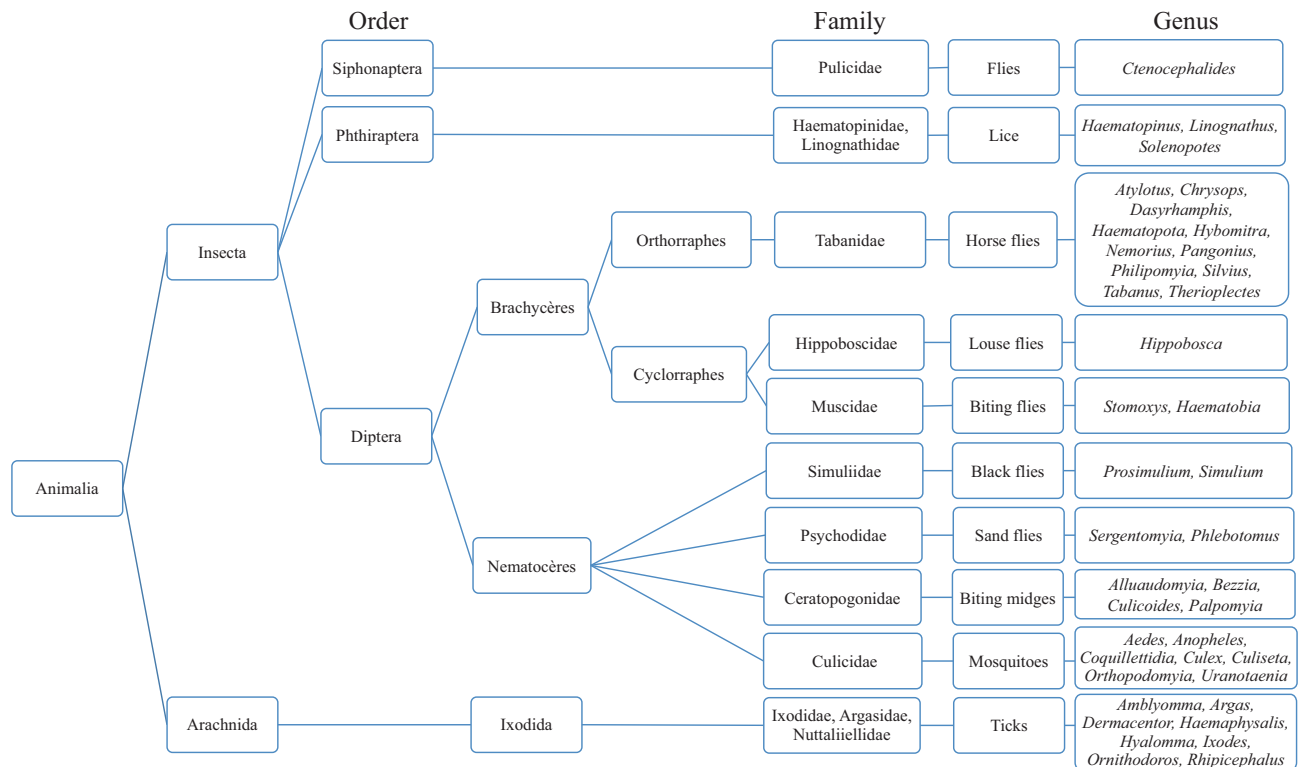 Order
Family
Genus
Siphonaptera
Pulicidae
Flies
Ctenocephalides
Phthiraptera
Haematopinidae,
Linognathidae
Lice
Haematopinus, Linognathus,
Solenopotes
Insecta
Orthorraphes
Tabanidae
Horse flies
Atylotus, Chrysops,
Dasyrhamphis,
Haematopota, Hybomitra,
Nemorius, Pangonius,
Philipomyia, Silvius,
Tabanus, Therioplectes
Brachycères
Cyclorraphes
Hippoboscidae
Louse flies
Hippobosca
Muscidae
Biting flies
Stomoxys, Haematobia
Diptera
Animalia
Nematocères
Simuliidae
Black flies
Prosimulium, Simulium
Psychodidae
Sand flies
Sergentomyia, Phlebotomus
Ceratopogonidae
Biting midges
Alluaudomyia, Bezzia,
Culicoides, Palpomyia
Culicidae
Mosquitoes
Aedes, Anopheles,
Coquillettidia, Culex, Culiseta,
Orthopodomyia, Uranotaenia
Arachnida
Ixodida
Ixodidae, Argasidae,
Nuttaliiellidae
Ticks
Amblyomma, Argas,
Dermacentor, Haemaphysalis,
Hyalomma, Ixodes,
Ornithodoros, Rhipicephalus